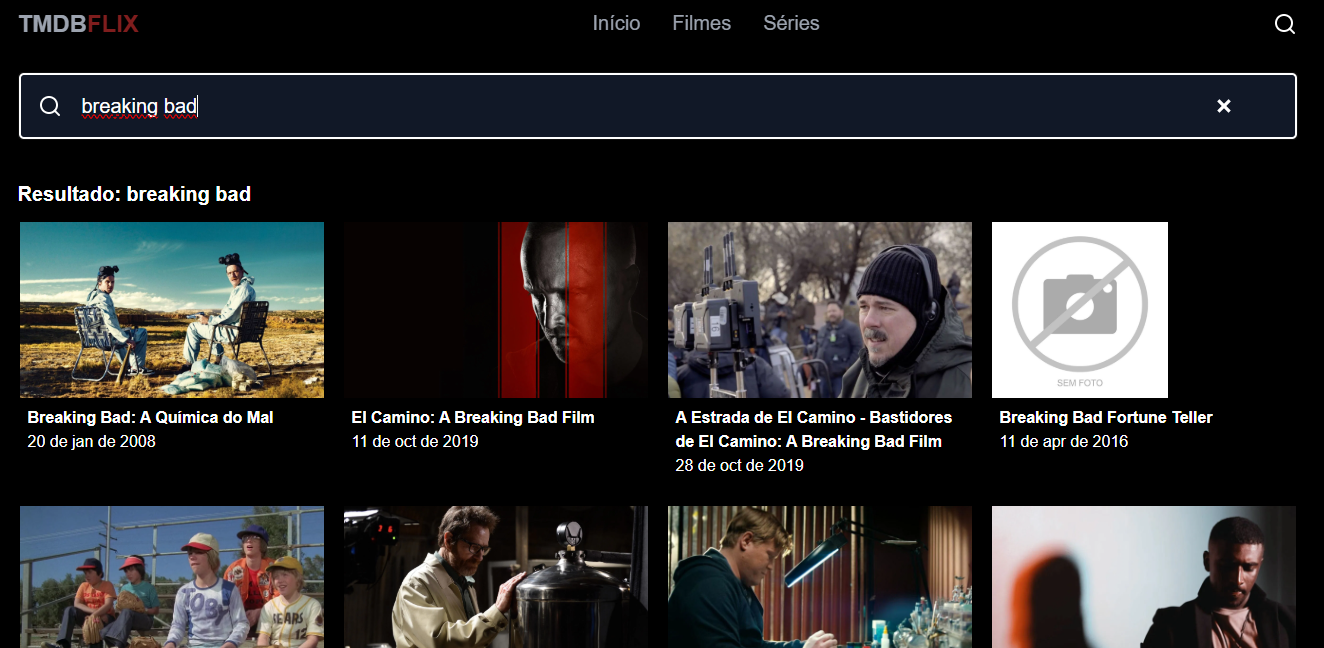 TMDBFLIX
Início Filmes Séries
breaking bad
Resultado: breaking bad
SEM FOTO
Breaking Bad: A Química do Mal
20 de jan de 2008
El Camino: A Breaking Bad Film
11 de oct de 2019
A Estrada de El Camino - Bastidores
de El Camino: A Breaking Bad Film
28 de oct de 2019
Breaking Bad Fortune Teller
11 de apr de 2016
BEARS
12